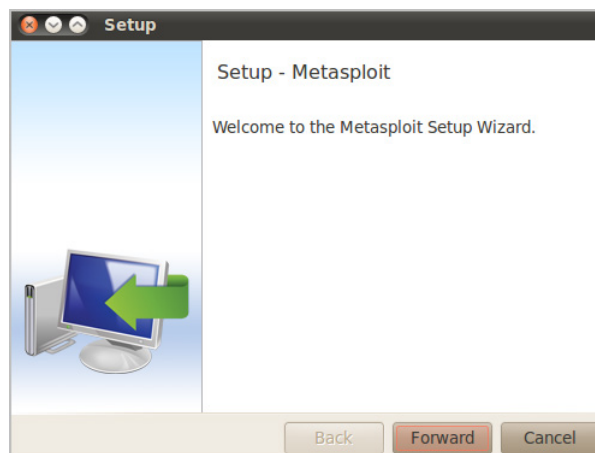 Setup
Setup - Metasploit
Welcome to the Metasploit Setup Wizard.
Back
Forward
Cancel